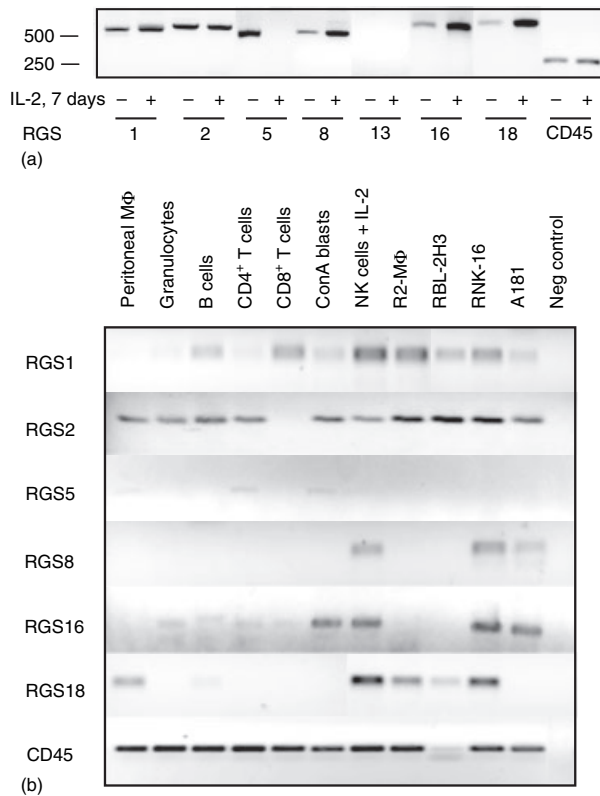 500 —
250 —
IL-2, 7 days − + − + − + − + − + − + − + − +
RGS 1 2 5 8 13 16 18 CD45
(a)
Peritoneal MΦ
Granulocytes
B cells
CD4+ T cells
CD8+ T cells
ConA blasts
NK cells + IL-2
R2-MΦ
RBL-2H3
RNK-16
A181
Neg control
RGS1
RGS2
RGS5
RGS8
RGS16
RGS18
CD45
(b)